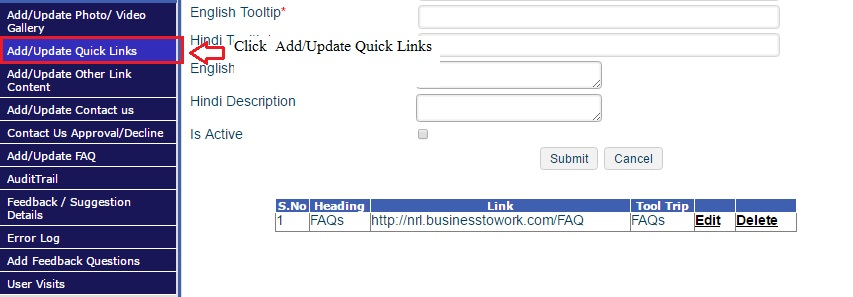 Add/Update Photo/ Video
Gallery
Add/Update Quick Links
Add/Update Other Link
Content
Add/Update Contact us
Contact Us Approval/Decline
Add/Update FAQ
AuditTrail
Feedback / Suggestion
Details
Error Log
Add Feedback Questions
User Visits
English Tooltip*
Hindi
Click Add/Update Quick Links
English
Hindi Description
Is Active
Submit Cancel
S.No Heading Link Tool Trip
1 FAQs http://nrl.businesstowork.com/FAQ FAQs Edit Delete